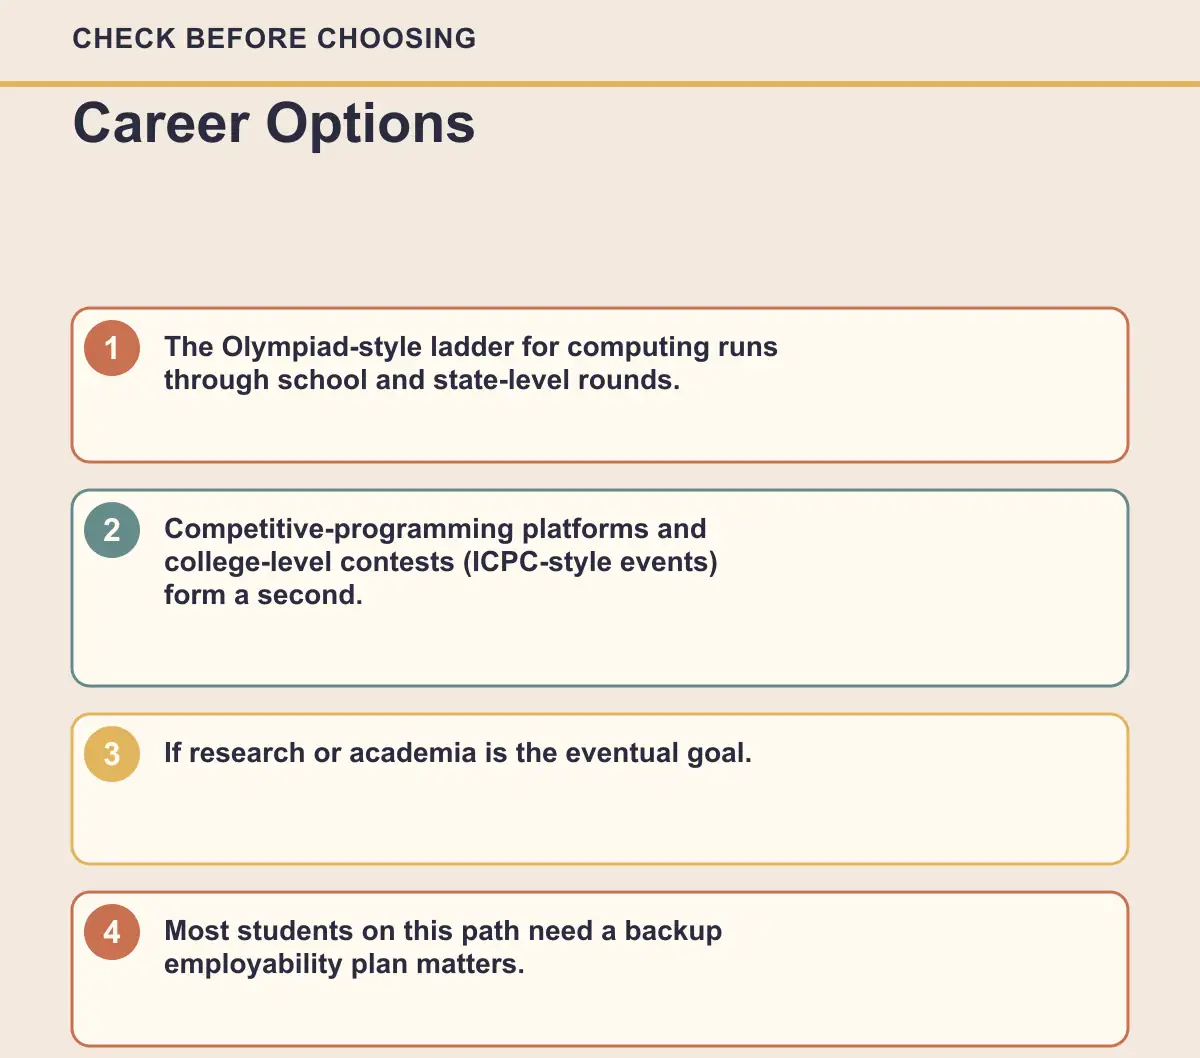 CHECK BEFORE CHOOSING
Career Options
1
The Olympiad-style ladder for computing runs
through school and state-level rounds.
2
Competitive-programming platforms and
college-level contests (ICPC-style events)
form a second.
3
If research or academia is the eventual goal.
4
Most students on this path need a backup
employability plan matters.